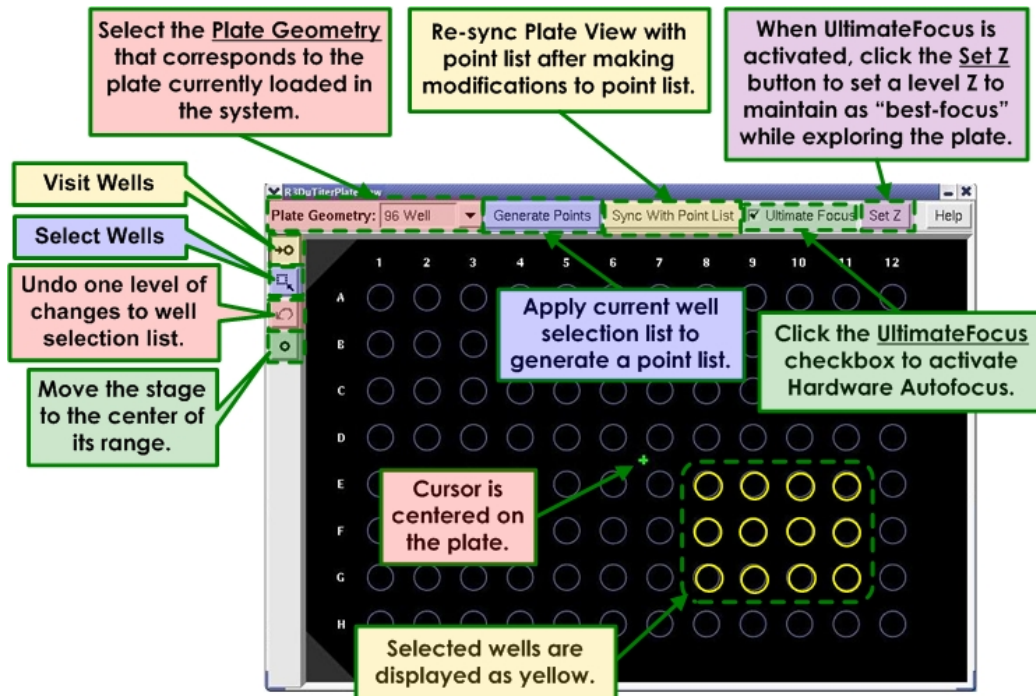 Select the Plate Geometry
that corresponds to the
plate currently loaded in
the system.
Re-sync Plate View with
point list after making
modifications to point list.
When UltimateFocus is
activated, click the Set Z
button to set a level Z to
maintain as “best-focus”
while exploring the plate.
Visit Wells
Select Wells
Undo one level of
changes to well
selection list.
Move the stage
to the center of
its range.
Plate Geometry: 96 Well Generate Points Sync With Point List Ultimate Focus Set Z Help
1 2 3 4 5 6 7 8 9 10 11 12
A
B
C
D
E
F
G
H
Apply current well
selection list to
generate a point list.
Click the UltimateFocus
checkbox to activate
Hardware Autofocus.
Cursor is
centered on
the plate.
Selected wells are
displayed as yellow.